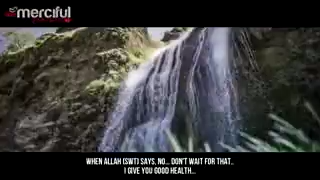 merciful
WHEN ALLAH (SWT) SAYS, NO... DON'T WAIT FOR THAT..
I GIVE YOU GOOD HEALTH...